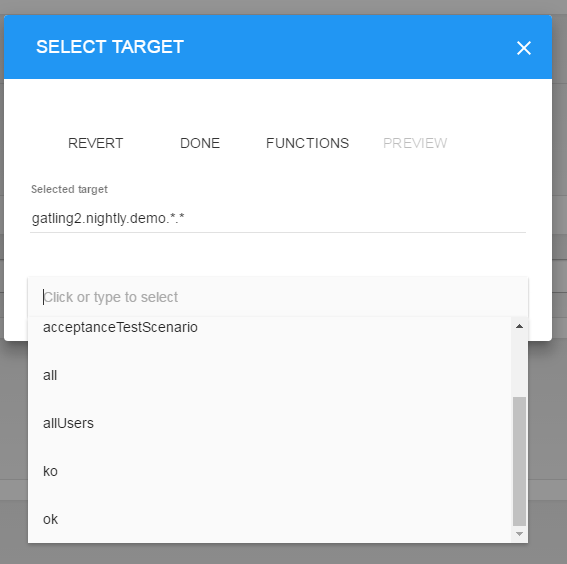 SELECT TARGET
REVERT DONE FUNCTIONS PREVIEW
Selected target
gatling2.nightly.demo.*.*
Click or type to select
acceptanceTestScenario
all
allUsers
ko
ok